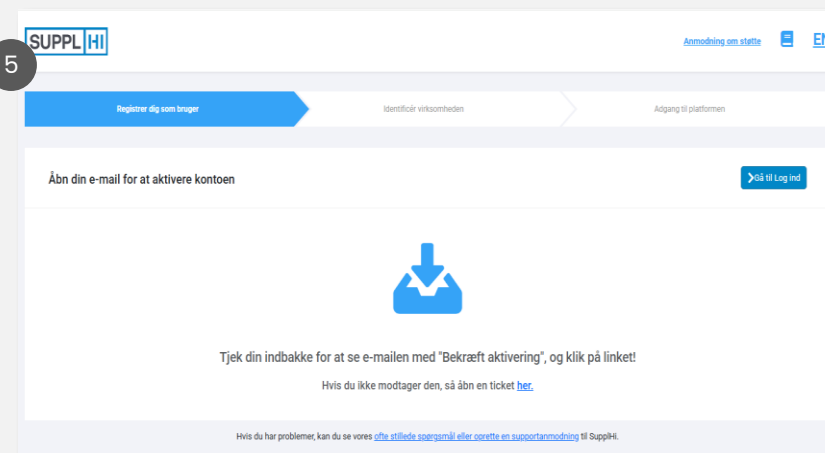 SUPPLHI
Anmodning om støtte
EN
5
Registrer dig som bruger
Identificér virksomheden
Adgang til platformen
Åbn din e-mail for at aktivere kontoen
Gå til Log ind
Tjek din indbakke for at se e-mailen med "Bekræft aktivering", og klik på linket!
Hvis du ikke modtager den, så åbn en ticket her.
Hvis du har problemer, kan du se vores ofte stillede spørgsmål eller oprette en supportanmodning til SupplHi.